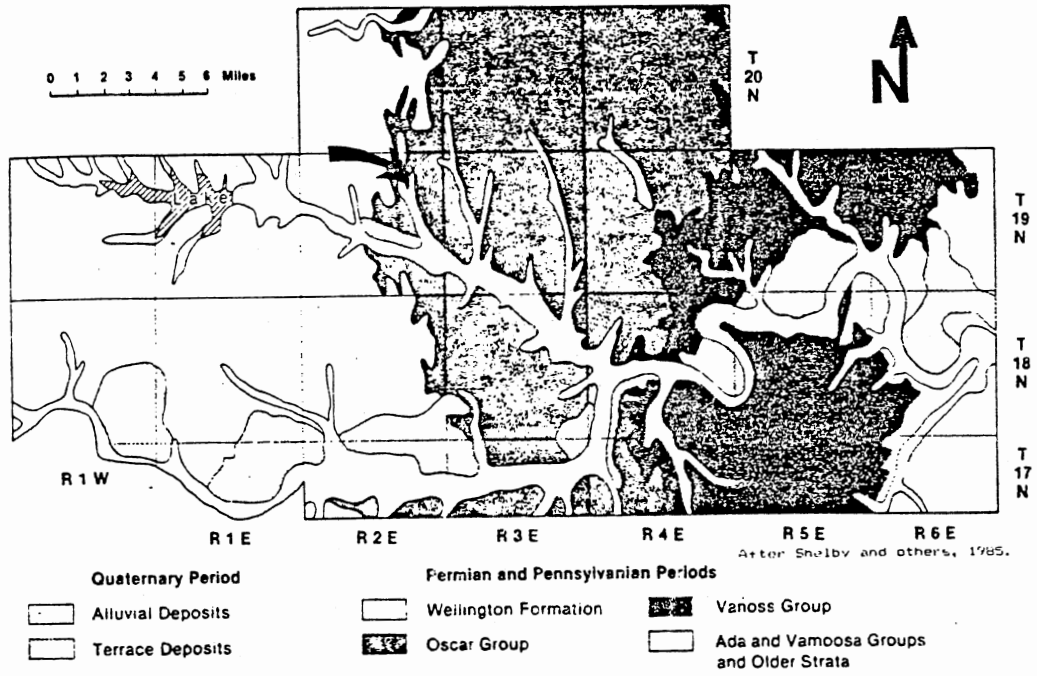 0 1 3 4 5 6 Miles
T
20
N
N
Lake
T
19
N
T
18
N
T
17
N
R 1 W
R 1 E
R 2 E
R 3 E
R 4 E
R 5 E
R 6 E
After Shelby and others, 1985.
Quaternary Period
Alluvial Deposits
Terrace Deposits
Permian and Pennsylvanian Periods
Wellington Formation
Oscar Group
Vanoss Group
Ada and Vamoosa Groups
and Older Strata